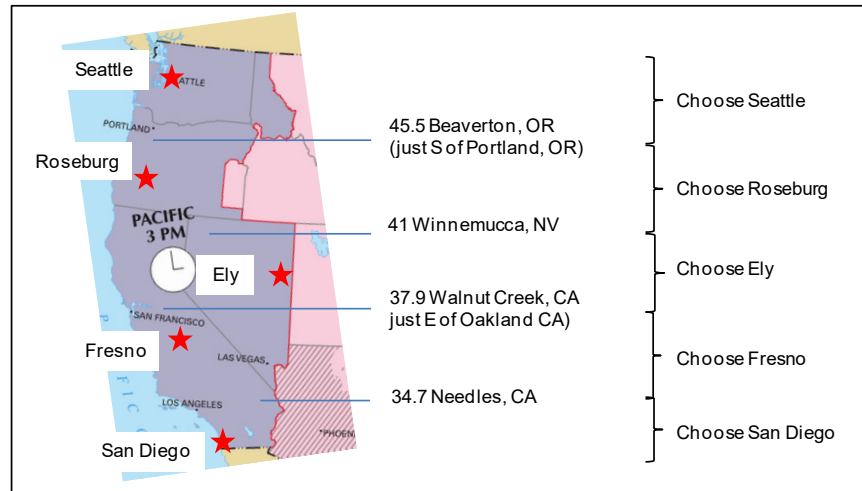 Seattle
ATTLE
PORTLAND
Roseburg
PACIFIC
3 PM
Ely
SAN FRANCISCO
Fresno
LAS VEGAS
LOS ANGELES
San Diego
PHOEN
P A C I F I C
45.5 Beaverton, OR
(just S of Portland, OR)
41 Winnemucca, NV
37.9 Walnut Creek, CA
just E of Oakland CA)
34.7 Needles, CA
Choose Seattle
Choose Roseburg
Choose Ely
Choose Fresno
Choose San Diego